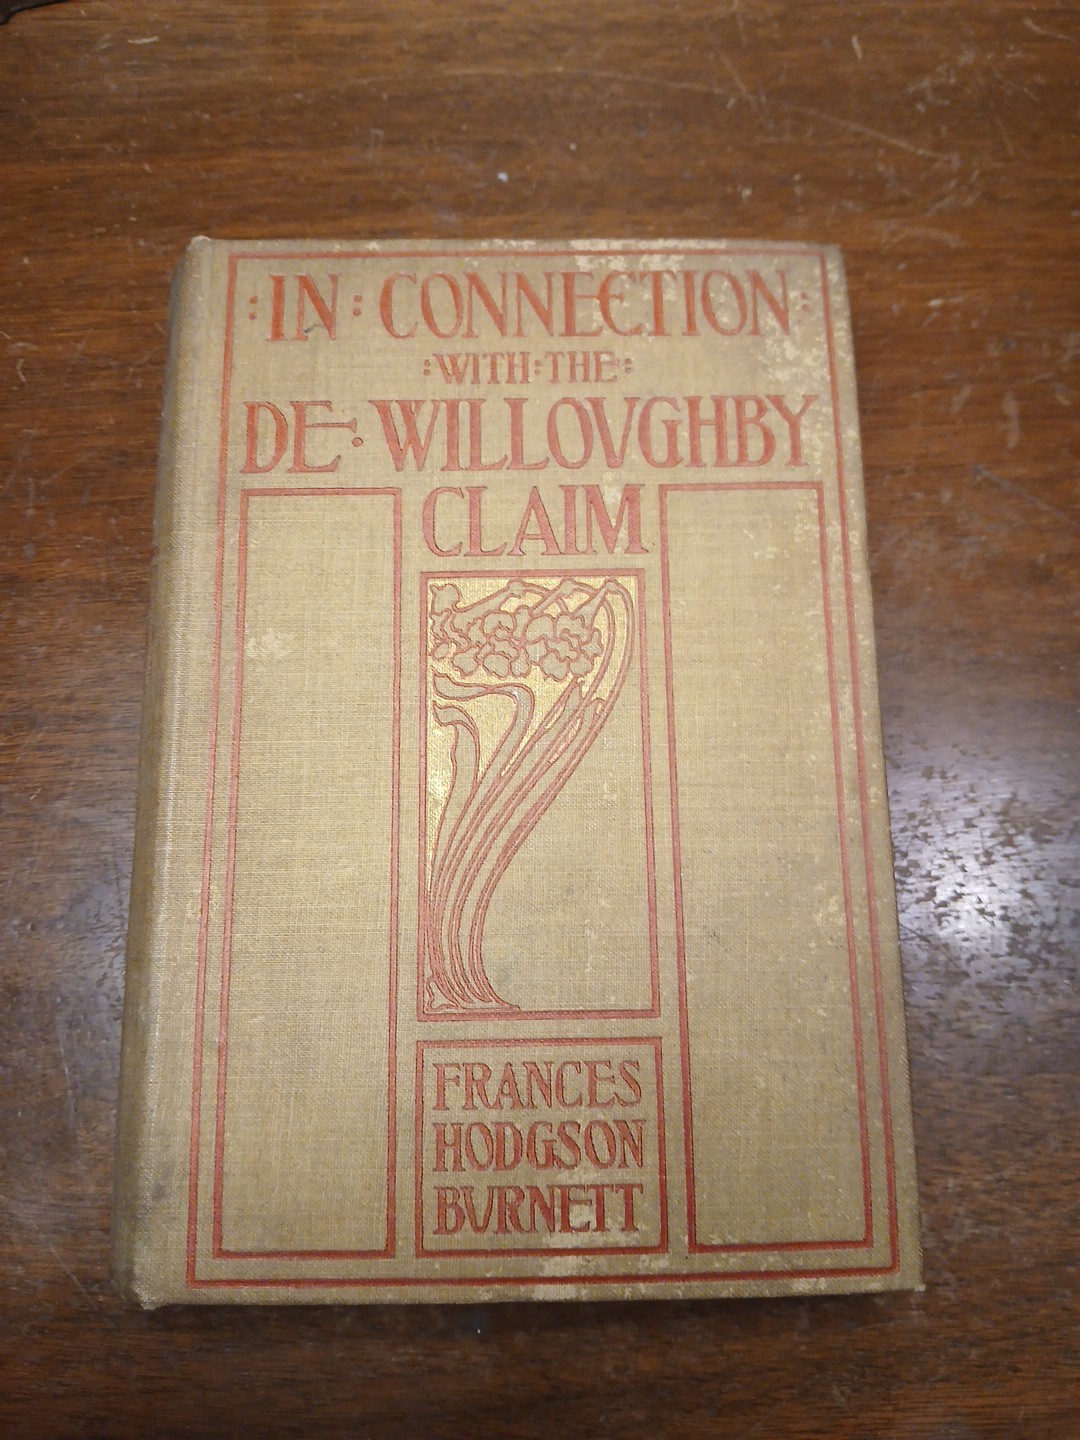 :IN: CONNECTION:
:WITH:THE:
DE·WILLOVGHBY
CLAIM
FRANCES
HODGSON
BVRNETT